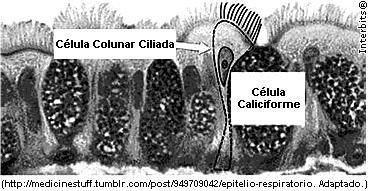 Interbits®
Célula Colunar Ciliada
Célula
Caliciforme
(http://medicinestuff.tumblr.com/post/949709042/epitelio-respiratorio. Adaptado.)